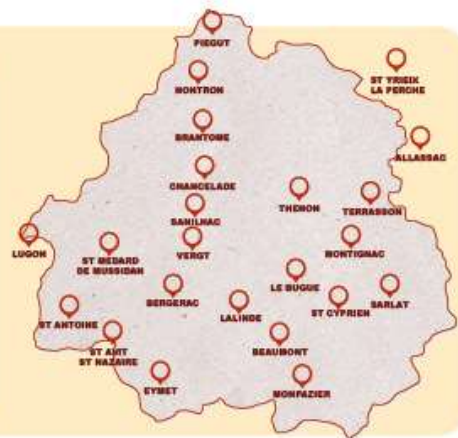 PIEGUT
ST YRIEIX
LA PERCHE
NONTRON
BRANTOME
ALLASSAC
CHANCELADE
THENON
TERRASSON
SANILHAC
LUGON
ST MEDARD
DE MUSSIDAN
VERGT
MONTIGNAC
BERGERAC
LE BUGUE
SARLAT
ST ANTOINE
LALINDE
ST CYPRIEN
ST AVIT
ST NAZAIRE
BEAUMONT
EYMET
MONPAZIER